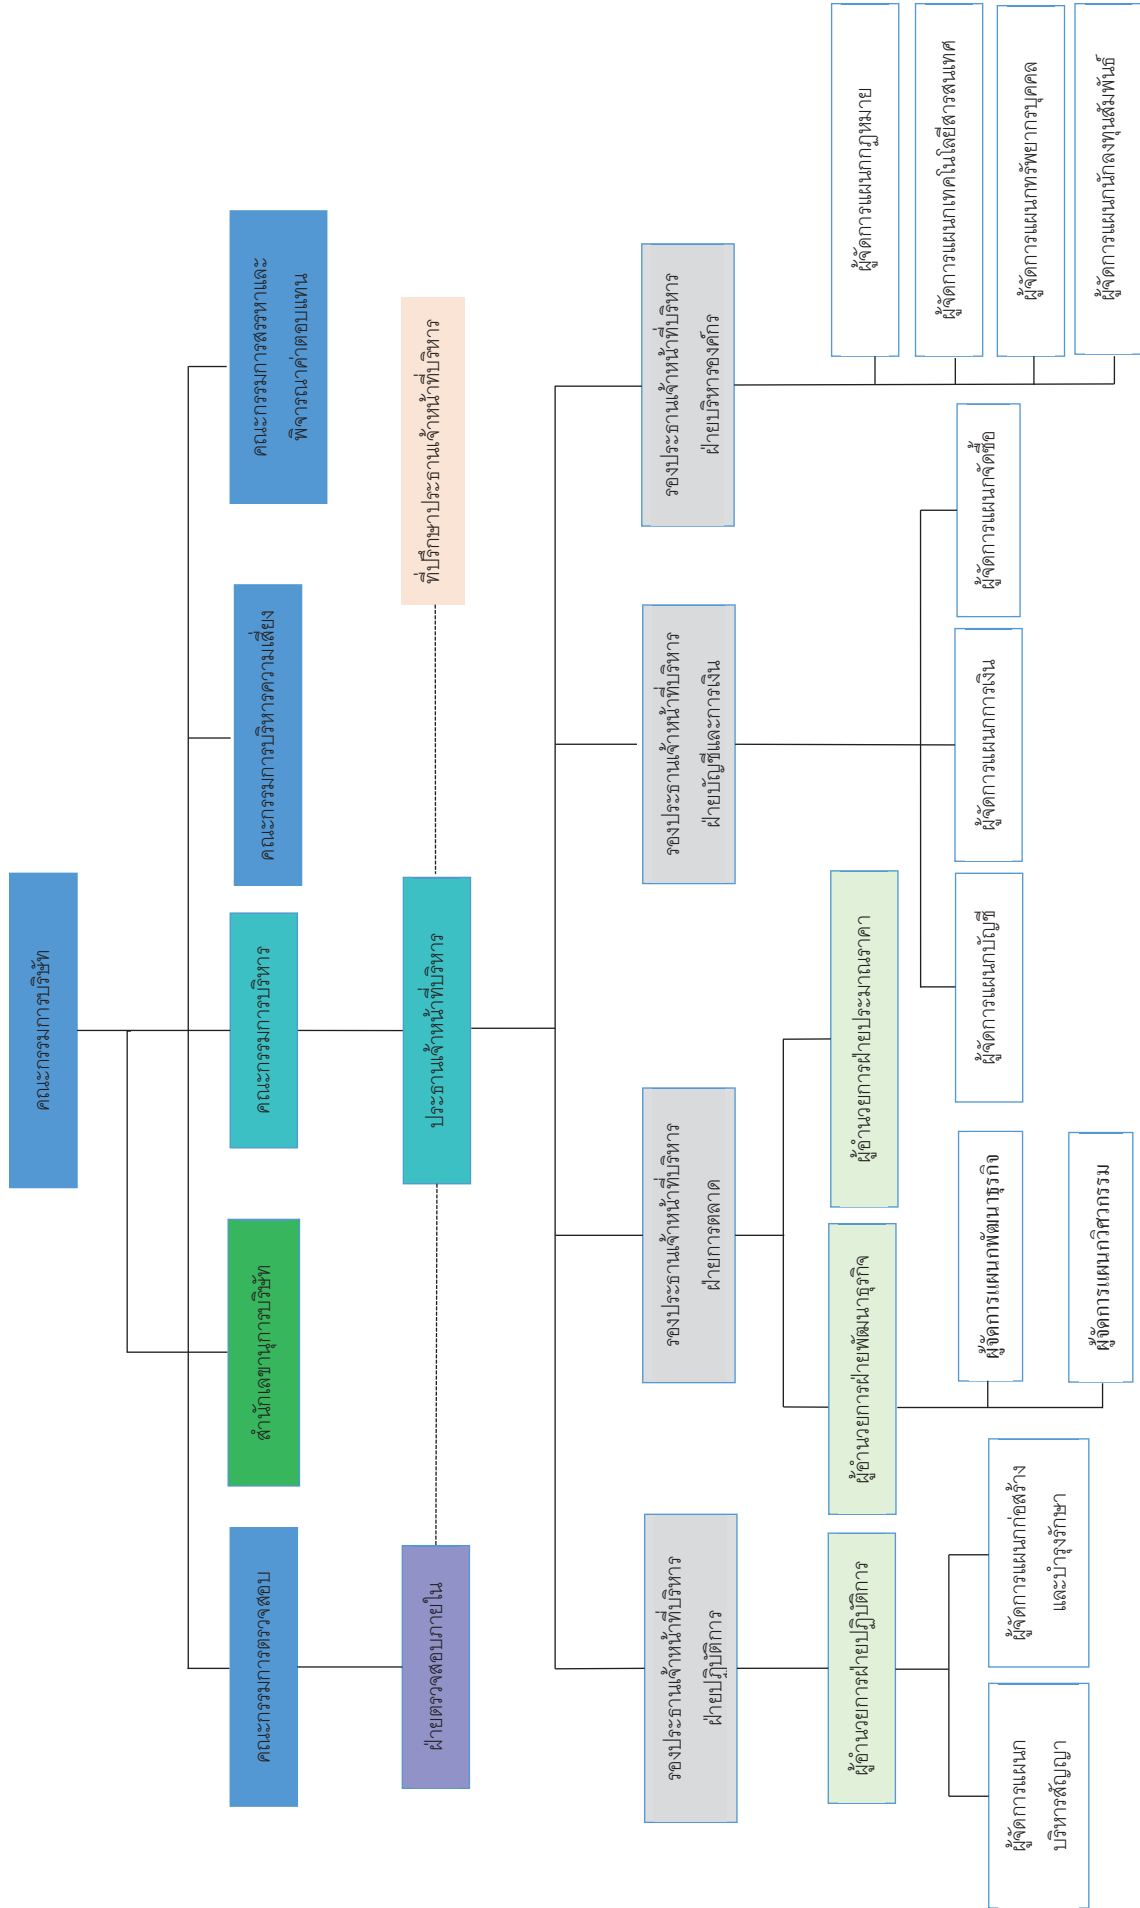 คณะกรรมการบริษัท
คณะกรรมการตรวจสอบ
สำนักเลขานุการบริษัท
คณะกรรมการบริหาร
คณะกรรมการบริหารความเสี่ยง
คณะกรรมการสรรหาและ
พิจารณาค่าตอบแทน
ฝ่ายตรวจสอบภายใน
ประธานเจ้าหน้าที่บริหาร
ที่ปรึกษาประธานเจ้าหน้าที่บริหาร
รองประธานเจ้าหน้าที่บริหาร
ฝ่ายปฏิบัติการ
รองประธานเจ้าหน้าที่บริหาร
ฝ่ายการตลาด
รองประธานเจ้าหน้าที่บริหาร
ฝ่ายบัญชีและการเงิน
รองประธานเจ้าหน้าที่บริหาร
ฝ่ายบริหารองค์กร
ผู้อำนวยการฝ่ายปฏิบัติการ
ผู้อำนวยการฝ่ายพัฒนาธุรกิจ
ผู้อำนวยการฝ่ายประมาณราคา
ผู้จัดการแผนก
บริหารสัญญา
ผู้จัดการแผนกก่อสร้าง
และบำรุงรักษา
ผู้จัดการแผนกพัฒนาธุรกิจ
ผู้จัดการแผนกวิศวกรรม
ผู้จัดการแผนกบัญชี
ผู้จัดการแผนกการเงิน
ผู้จัดการแผนกจัดซื้อ
ผู้จัดการแผนกกฎหมาย
ผู้จัดการแผนกเทคโนโลยีสารสนเทศ
ผู้จัดการแผนกทรัพยากรบุคคล
ผู้จัดการแผนกนักลงทุนสัมพันธ์